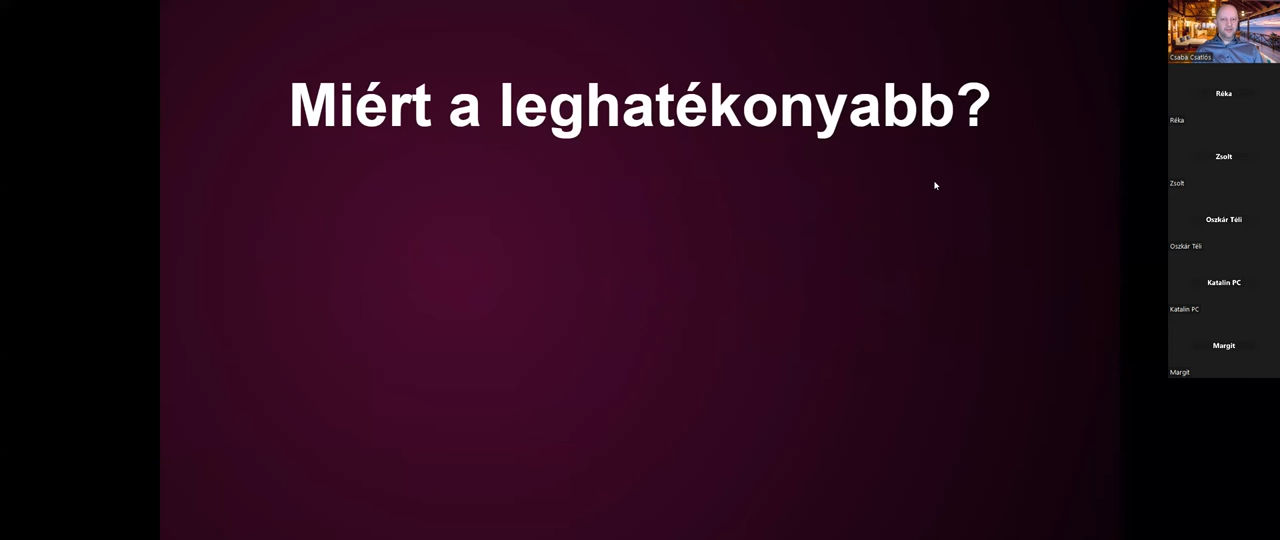 Miért a leghatékonyabb?
Csaba Csatlós
Réka
Réka
Zsolt
Zsolt
Oszkár Téli
Oszkár Téli
Katalin PC
Katalin PC
Margit
Margit